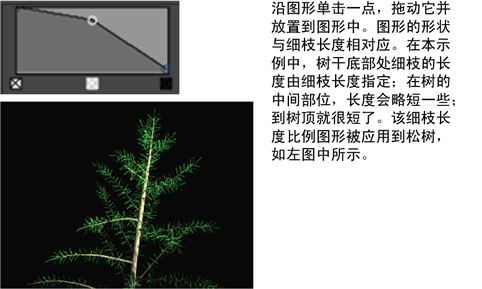 沿图形单击一点，拖动它并
放置到图形中。图形的形状
与细枝长度相对应。在本示
例中，树干底部处细枝的长
度由细枝长度指定；在树的
中间部位，长度会略短一些；
到树顶就很短了。该细枝长
度比例图形被应用到松树，
如左图中所示。